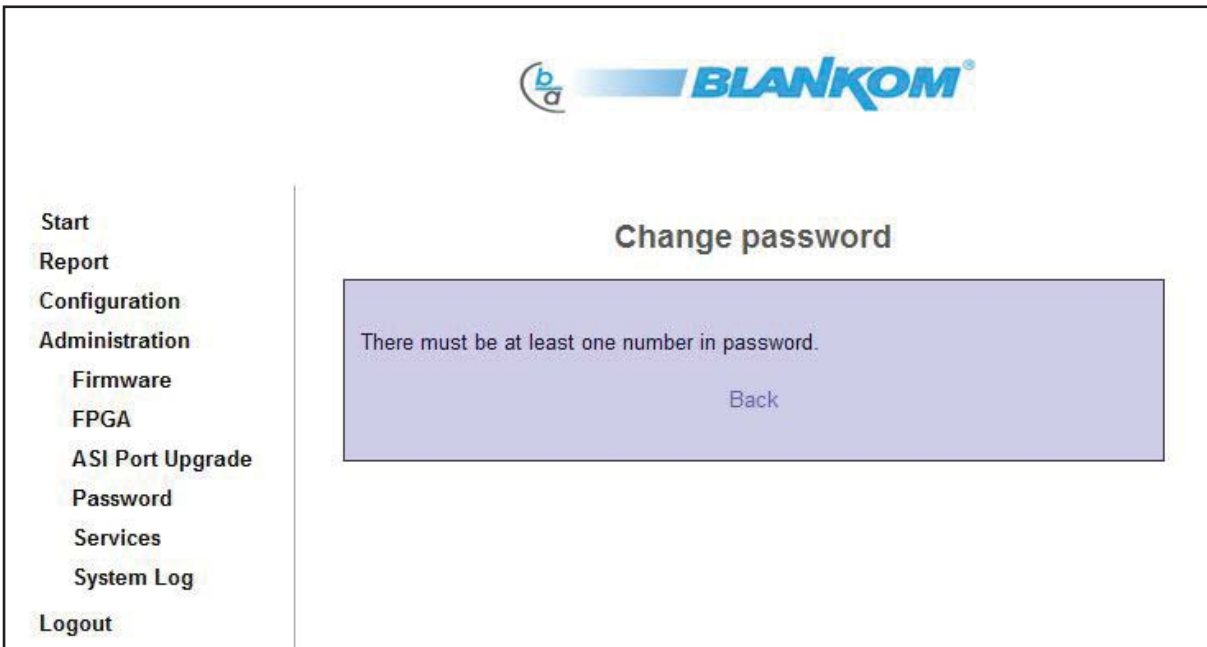 b
a
BLANKOM®
Start
Report
Configuration
Administration
Firmware
FPGA
ASI Port Upgrade
Password
Services
System Log
Logout
Change password
There must be at least one number in password.
Back